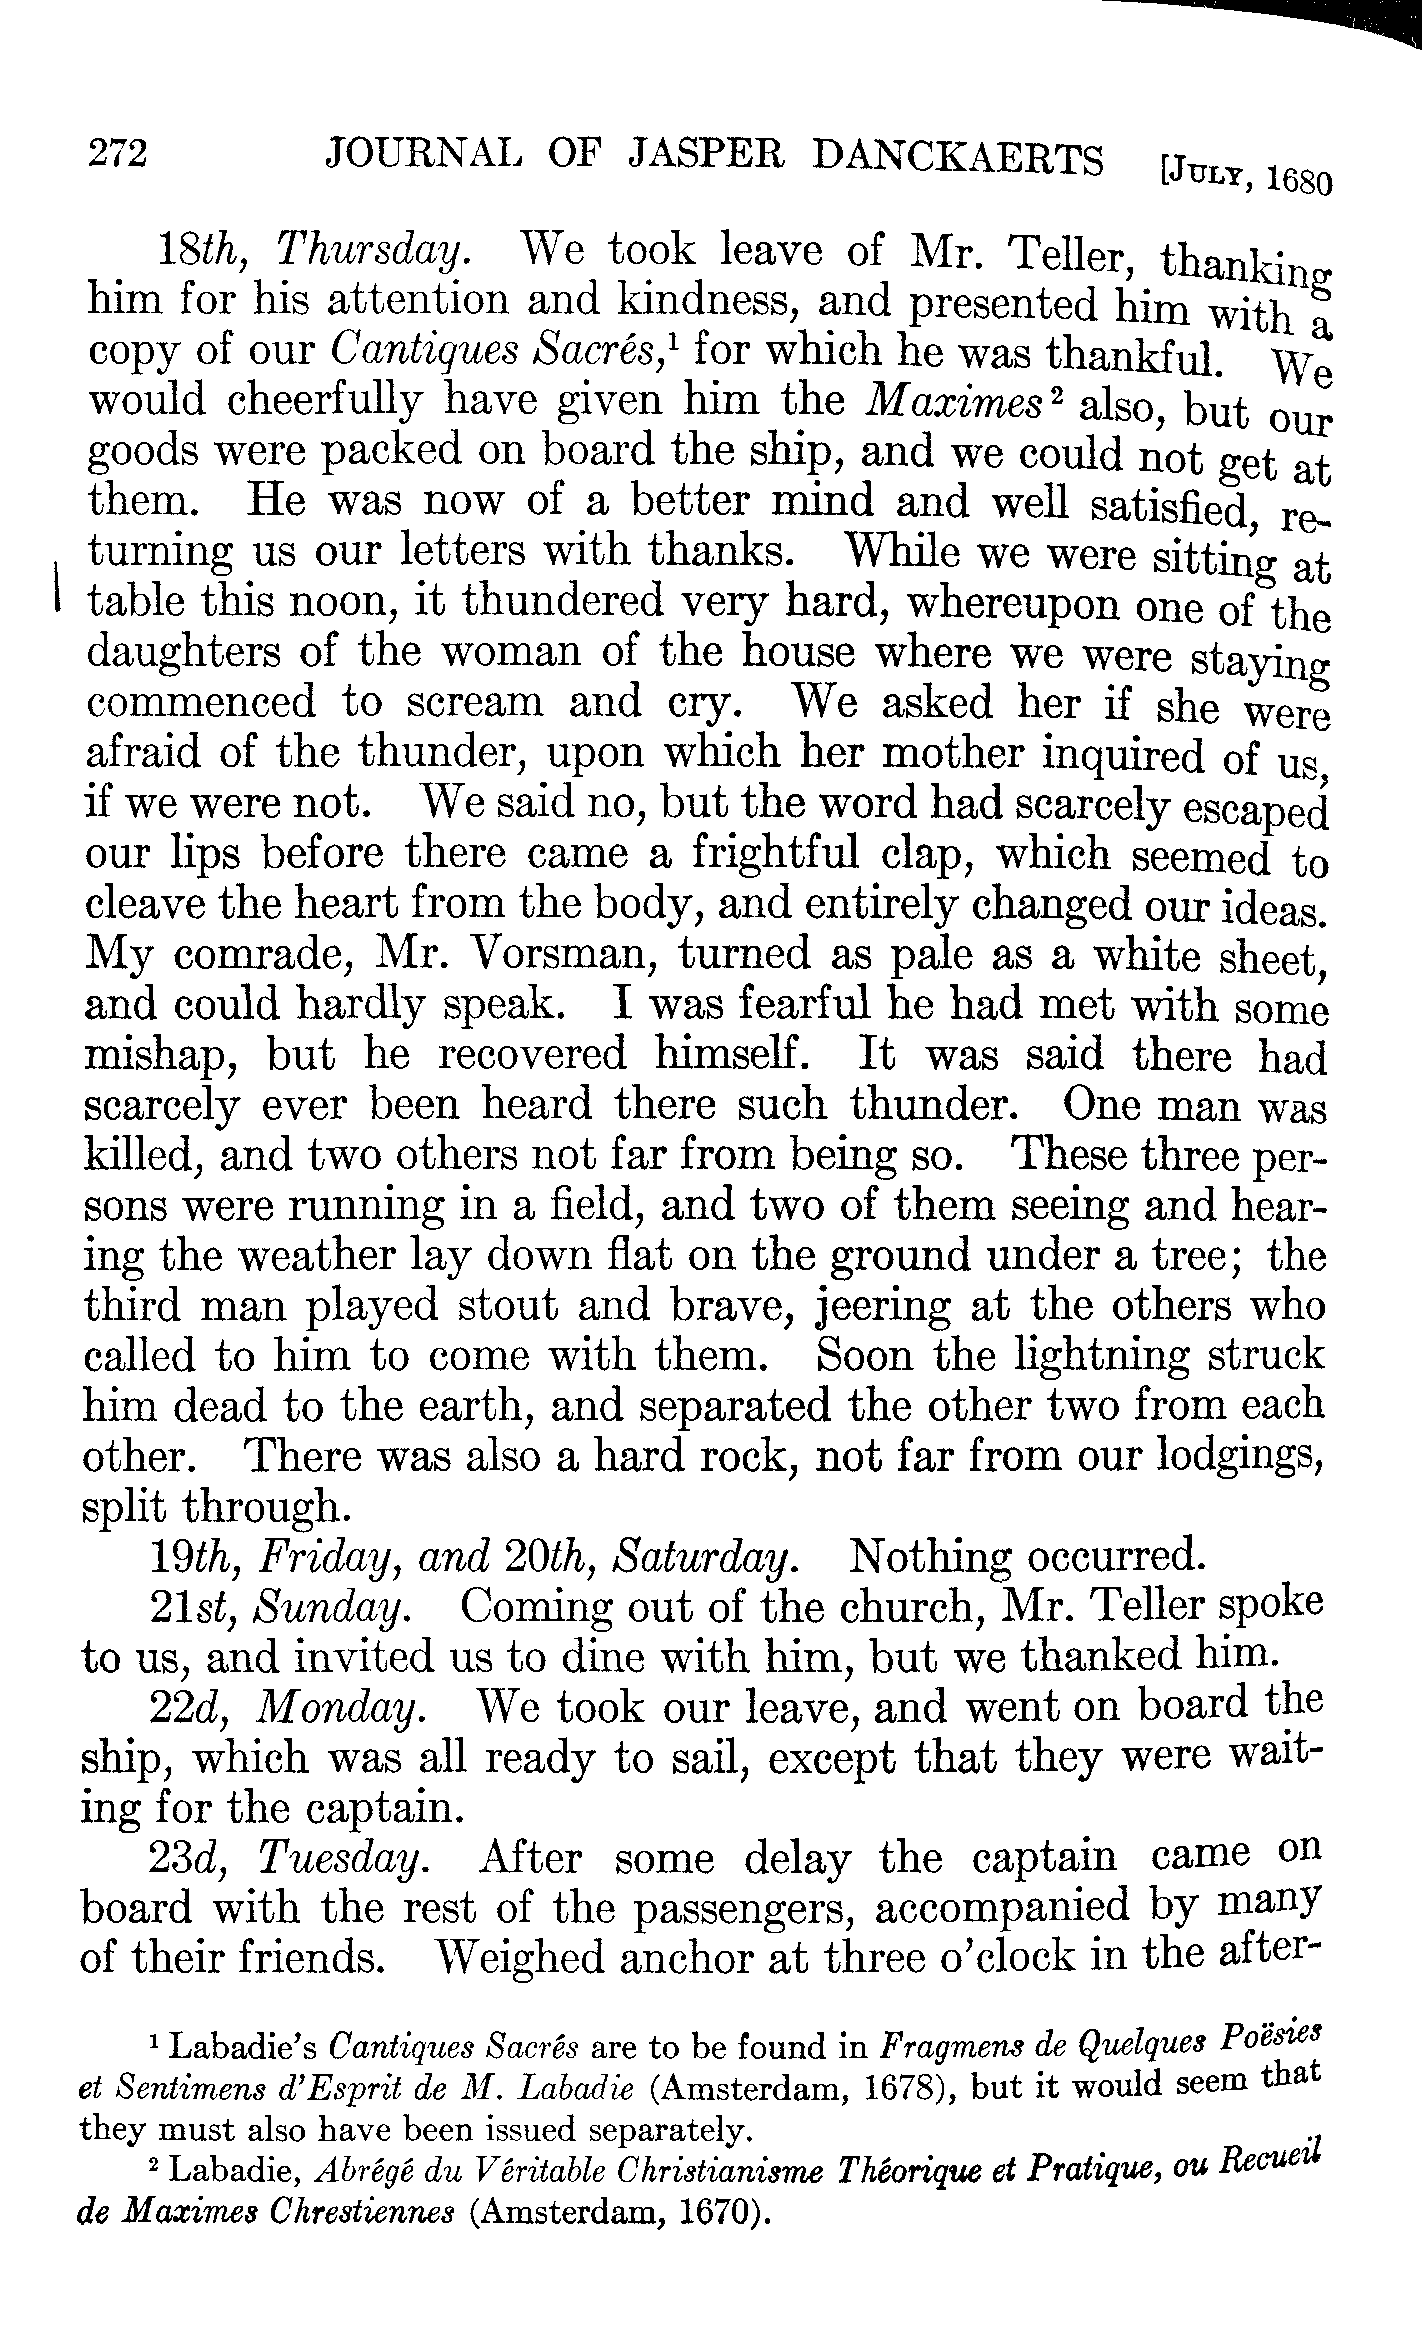 272 JOURNAL OF JASPER DANCKAERTS [JULY, 1680
18th, Thursday. We took leave of Mr. Teller, thanking
him for his attention and kindness, and presented him with a
copy of our Cantiques Sacrés,¹ for which he was thankful. We
would cheerfully have given him the Maximes² also, but our
goods were packed on board the ship, and we could not get at
them. He was now of a better mind and well satisfied, re-
turning us our letters with thanks. While we were sitting at
table this noon, it thundered very hard, whereupon one of the
daughters of the woman of the house where we were staying
commenced to scream and cry. We asked her if she were
afraid of the thunder, upon which her mother inquired of us,
if we were not. We said no, but the word had scarcely escaped
our lips before there came a frightful clap, which seemed to
cleave the heart from the body, and entirely changed our ideas.
My comrade, Mr. Vorsman, turned as pale as a white sheet,
and could hardly speak. I was fearful he had met with some
mishap, but he recovered himself. It was said there had
scarcely ever been heard there such thunder. One man was
killed, and two others not far from being so. These three per-
sons were running in a field, and two of them seeing and hear-
ing the weather lay down flat on the ground under a tree; the
third man played stout and brave, jeering at the others who
called to him to come with them. Soon the lightning struck
him dead to the earth, and separated the other two from each
other. There was also a hard rock, not far from our lodgings,
split through.
19th, Friday, and 20th, Saturday. Nothing occurred.
21st, Sunday. Coming out of the church, Mr. Teller spoke
to us, and invited us to dine with him, but we thanked him.
22d, Monday. We took our leave, and went on board the
ship, which was all ready to sail, except that they were wait-
ing for the captain.
23d, Tuesday. After some delay the captain came on
board with the rest of the passengers, accompanied by many
of their friends. Weighed anchor at three o'clock in the after-
¹ Labadie's Cantiques Sacrés are to be found in Fragmens de Quelques Poësies
et Sentimens d'Esprit de M. Labadie (Amsterdam, 1678), but it would seem that
they must also have been issued separately.
² Labadie, Abrégé du Véritable Christianisme Théorique et Pratique, ou Recueil
de Maximes Chrestiennes (Amsterdam, 1670).